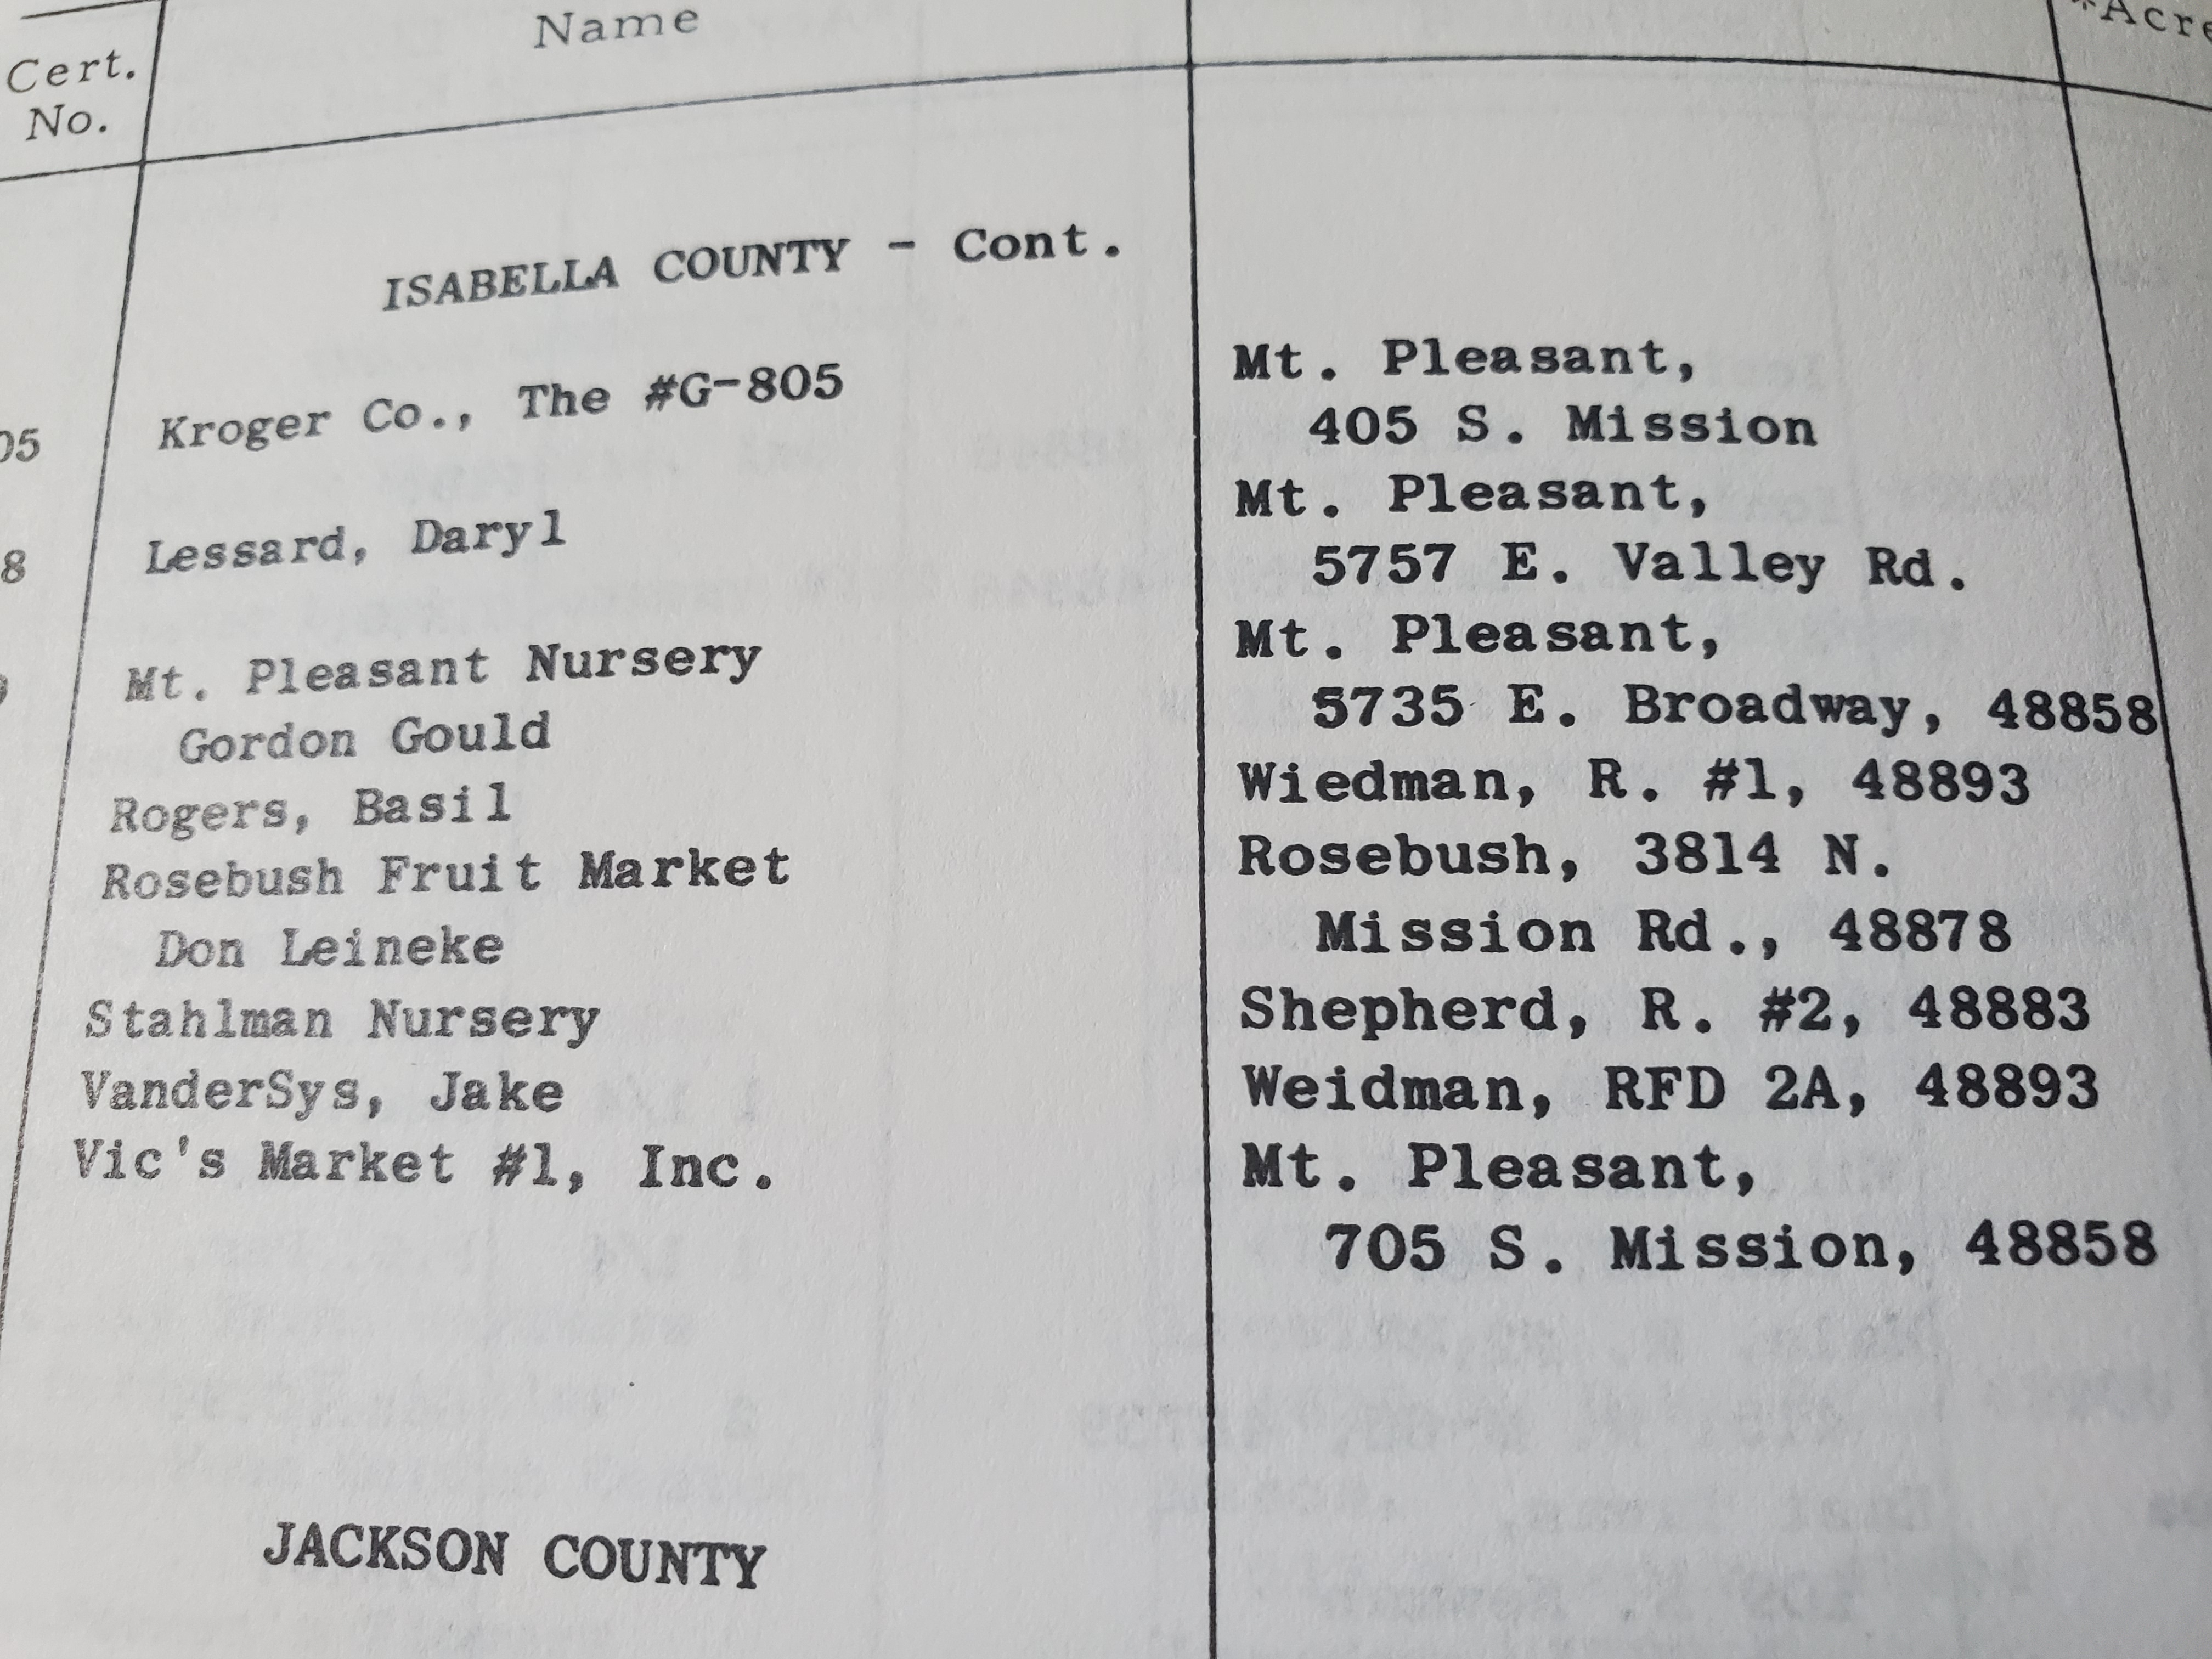 Cert.
No.
Name
ISABELLA COUNTY - Cont.
Kroger Co., The #G-805
Mt. Pleasant,
405 S. Mission
Lessard, Daryl
Mt. Pleasant,
5757 E. Valley Rd.
Mt. Pleasant Nursery
Gordon Gould
Mt. Pleasant,
5735 E. Broadway, 48858
Rogers, Basil
Wiedman, R. #1, 48893
Rosebush Fruit Market
Don Leineke
Rosebush, 3814 N.
Mission Rd., 48878
Stahlman Nursery
Shepherd, R. #2, 48883
VanderSys, Jake
Weidman, RFD 2A, 48893
Vic's Market #1, Inc.
Mt. Pleasant,
705 S. Mission, 48858
JACKSON COUNTY